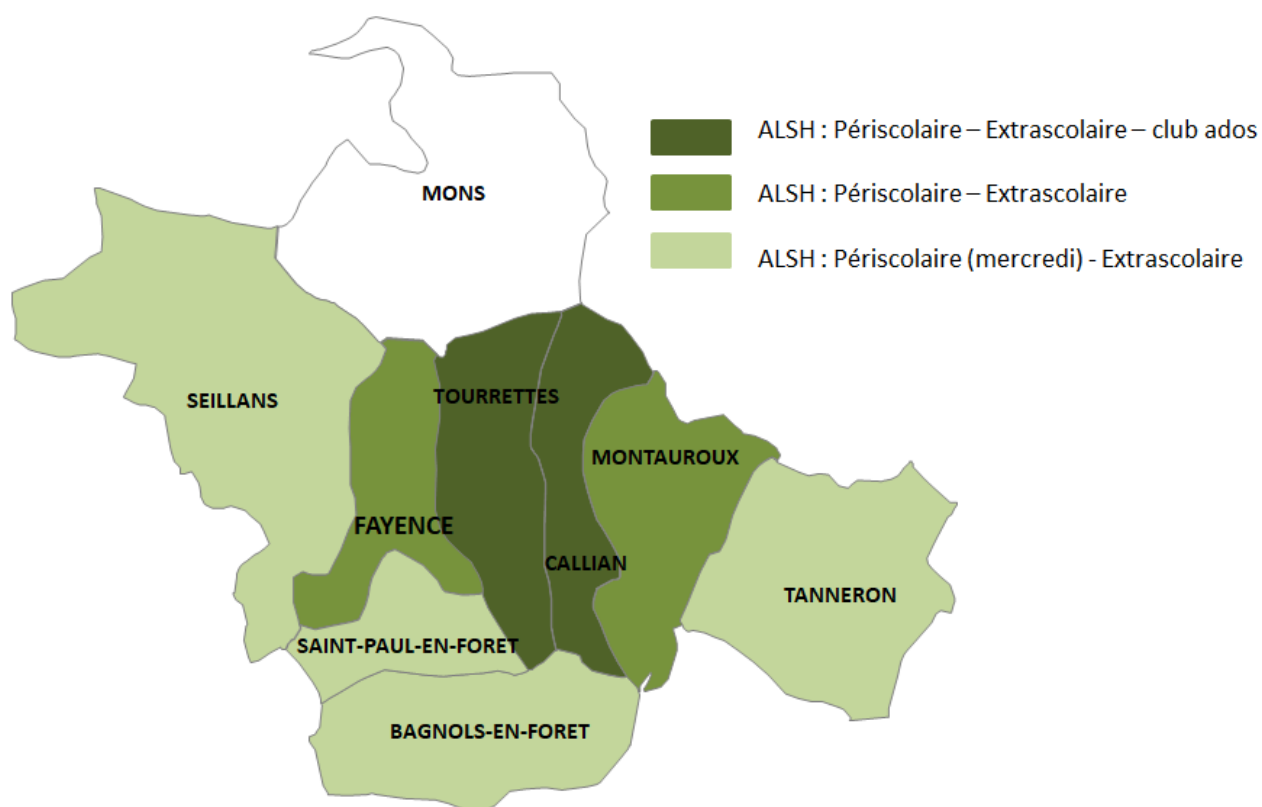 ALSH : Périscolaire – Extrascolaire – club ados
MONS
ALSH : Périscolaire – Extrascolaire
ALSH : Périscolaire (mercredi) - Extrascolaire
SEILLANS
TOURRETTES
MONTAUROUX
FAYENCE
CALLIAN
TANNERON
SAINT-PAUL-EN-FORET
BAGNOLS-EN-FORET